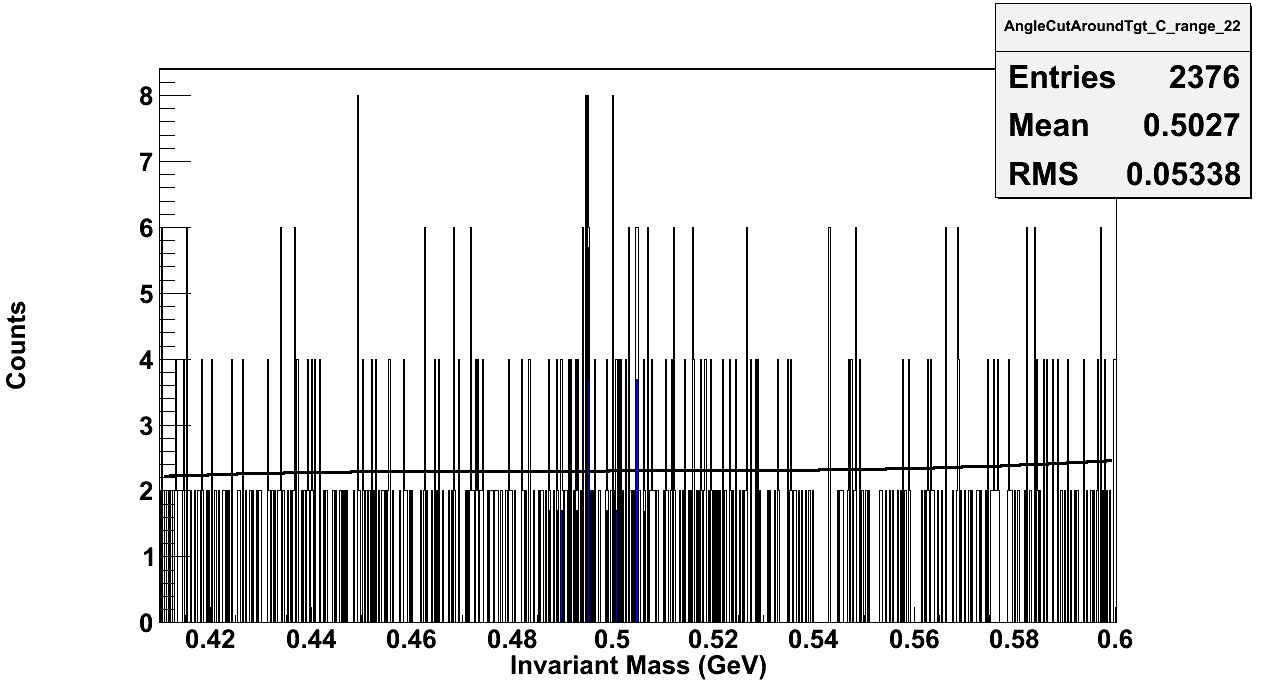 AngleCutAroundTgt_C_range_22
Entries 2376
Mean 0.5027
RMS 0.05338
8
7
6
5
4
3
2
1
0
Counts
0.42 0.44 0.46 0.48 0.5 0.52 0.54 0.56 0.58 0.6
Invariant Mass (GeV)